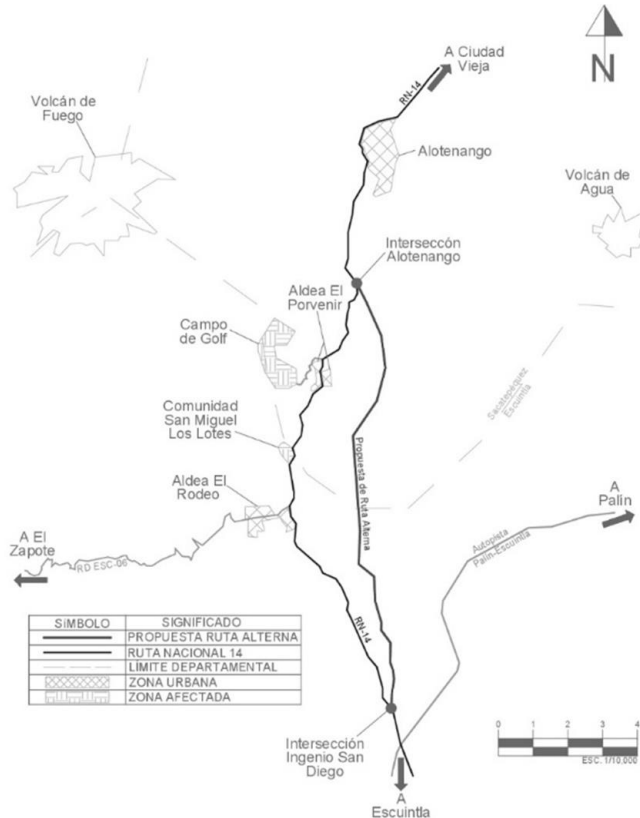 A Ciudad
Vieja
N
RN-14
Volcán de
Fuego
Alotenango
Volcán de
Agua
Intersección
Alotenango
Aldea El
Porvenir
Campo
de Golf
Sacatepéquez
Escuintla
Comunidad
San Miguel
Los Lotes
Propuesta de Ruta Alterna
Aldea El
Rodeo
A
Palín
A El
Zapote
RD ESC-06
Autopista
Palín-Escuintla
SíMBOLO SIGNIFICADO
PROPUESTA RUTA ALTERNA
RUTA NACIONAL 14
LÍMITE DEPARTAMENTAL
ZONA URBANA
ZONA AFECTADA
RN-14
Intersección
Ingenio San
Diego
0 1 2 3 4
ESC. 1/10,000
A
Escuintla